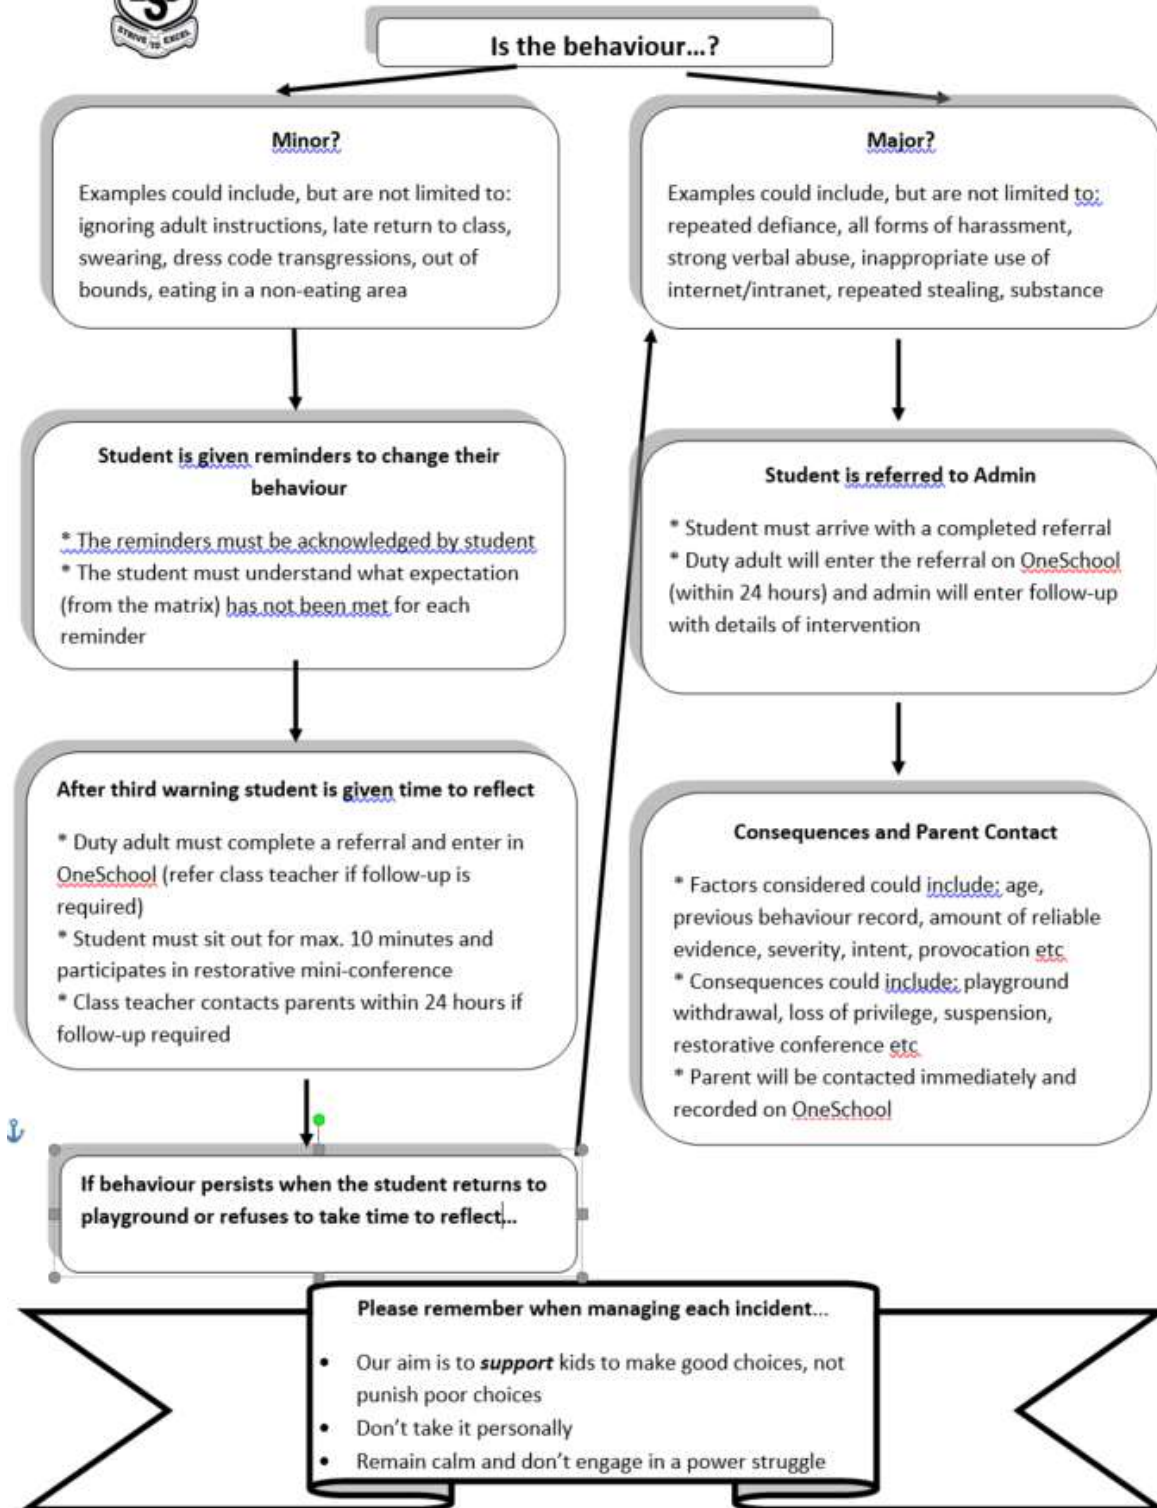 S
STRIVE TO EXCEL
Is the behaviour...?
Minor?
Examples could include, but are not limited to:
ignoring adult instructions, late return to class,
swearing, dress code transgressions, out of
bounds, eating in a non-eating area
Student is given reminders to change their
behaviour
* The reminders must be acknowledged by student
* The student must understand what expectation
(from the matrix) has not been met for each
reminder
After third warning student is given time to reflect
* Duty adult must complete a referral and enter in
OneSchool (refer class teacher if follow-up is
required)
* Student must sit out for max. 10 minutes and
participates in restorative mini-conference
* Class teacher contacts parents within 24 hours if
follow-up required
If behaviour persists when the student returns to
playground or refuses to take time to reflect...
Major?
Examples could include, but are not limited to:
repeated defiance, all forms of harassment,
strong verbal abuse, inappropriate use of
internet/intranet, repeated stealing, substance
Student is referred to Admin
* Student must arrive with a completed referral
* Duty adult will enter the referral on OneSchool
(within 24 hours) and admin will enter follow-up
with details of intervention
Consequences and Parent Contact
* Factors considered could include: age,
previous behaviour record, amount of reliable
evidence, severity, intent, provocation etc
* Consequences could include: playground
withdrawal, loss of privilege, suspension,
restorative conference etc
* Parent will be contacted immediately and
recorded on OneSchool
Please remember when managing each incident...
• Our aim is to support kids to make good choices, not
punish poor choices
• Don't take it personally
• Remain calm and don't engage in a power struggle